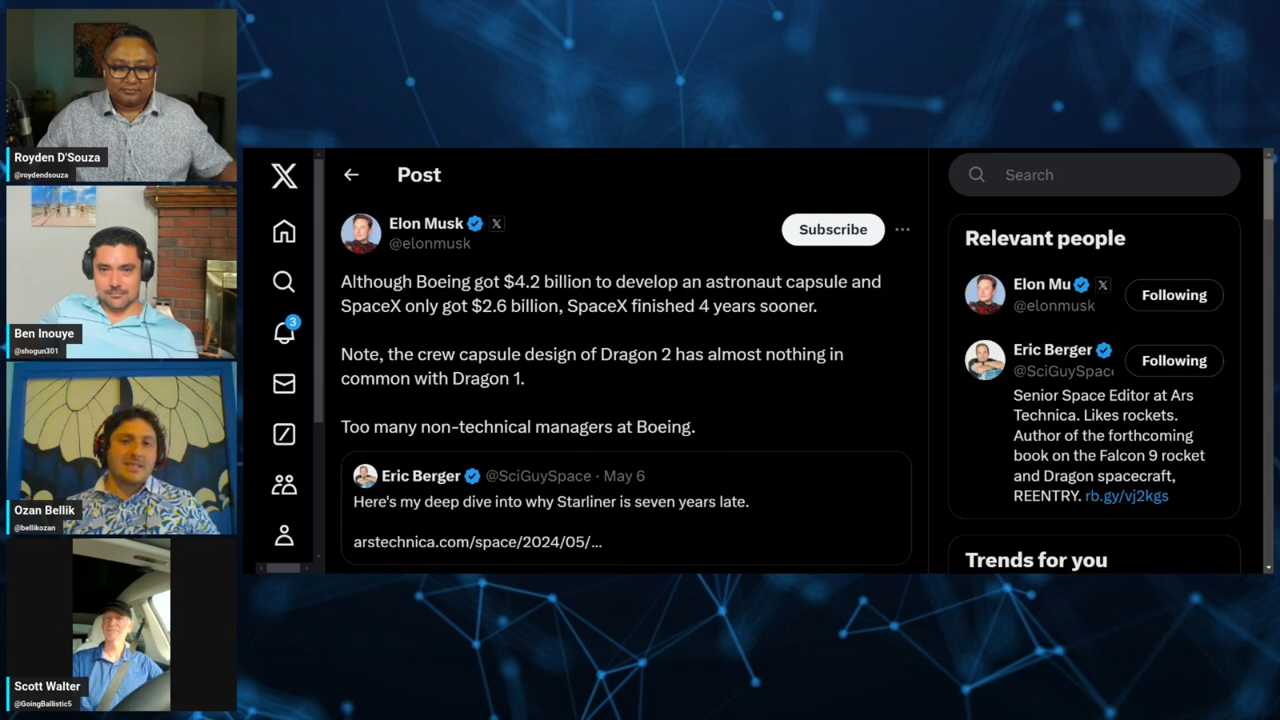 Royden D'Souza
@roydendsouza
Ben Inouye
@shogun301
Ozan Bellik
@bellikozan
Scott Walter
@GoingBallistic5
X
3
Post
Elon Musk X
@elonmusk
Subscribe
Although Boeing got $4.2 billion to develop an astronaut capsule and
SpaceX only got $2.6 billion, SpaceX finished 4 years sooner.
Note, the crew capsule design of Dragon 2 has almost nothing in
common with Dragon 1.
Too many non-technical managers at Boeing.
Eric Berger @SciGuySpace · May 6
Here's my deep dive into why Starliner is seven years late.
arstechnica.com/space/2024/05/...
Search
Relevant people
Elon Mu X
@elonmusk
Following
Eric Berger
@SciGuySpace
Following
Senior Space Editor at Ars
Technica. Likes rockets.
Author of the forthcoming
book on the Falcon 9 rocket
and Dragon spacecraft,
REENTRY. rb.gy/vj2kgs
Trends for you